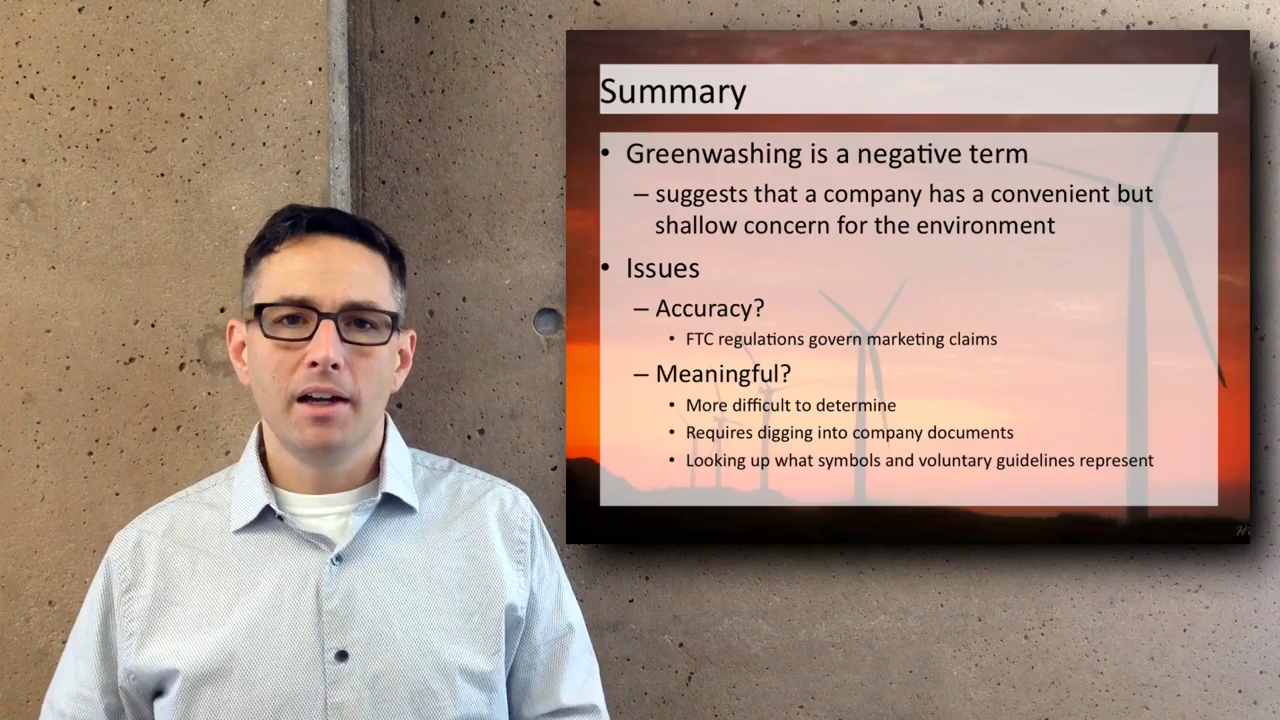 Summary
• Greenwashing is a negative term
– suggests that a company has a convenient but
shallow concern for the environment
• Issues
– Accuracy?
• FTC regulations govern marketing claims
– Meaningful?
• More difficult to determine
• Requires digging into company documents
• Looking up what symbols and voluntary guidelines represent